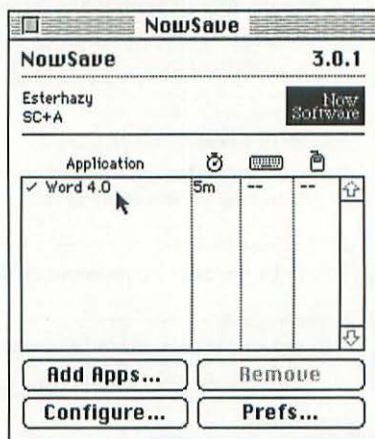 NowSave
NowSave 3.0.1
Esterhazy
SC+A
Now
Software
Application
✓ Word 4.0 5m -- --
Add Apps... Remove
Configure... Prefs...